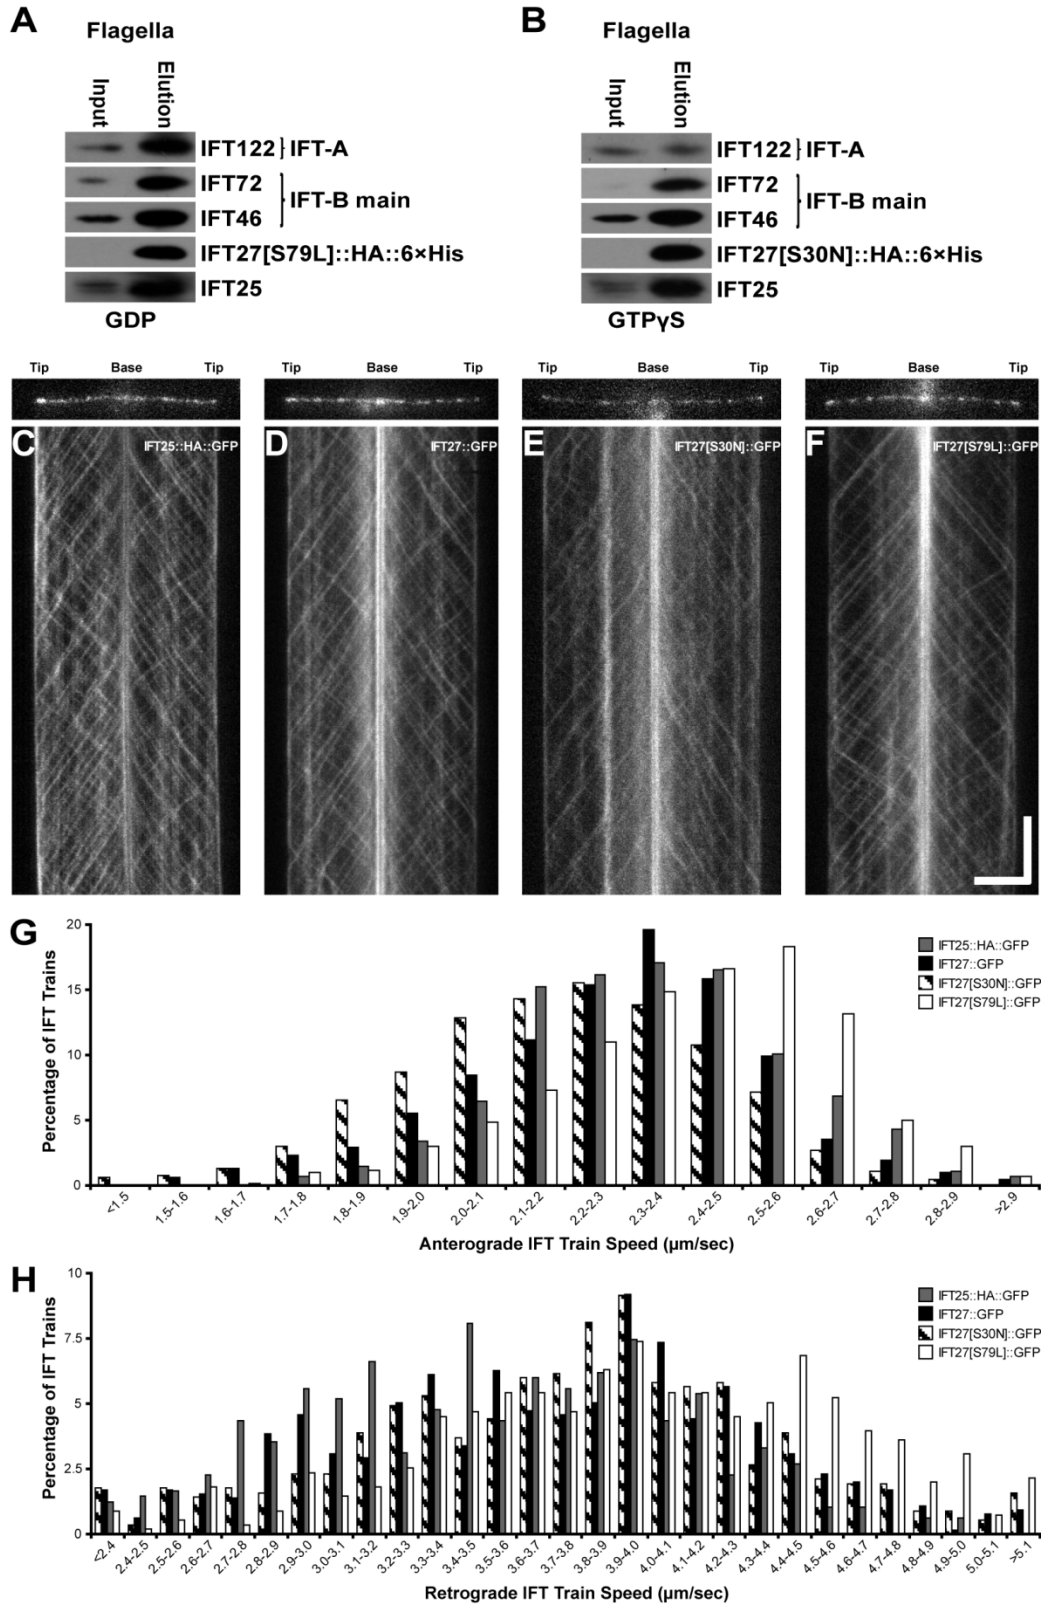 A
Flagella
Input
Elution
IFT122 } IFT-A
IFT72
IFT46
IFT-B main
IFT27[S79L]::HA::6×His
IFT25
GDP
B
Flagella
Input
Elution
IFT122 } IFT-A
IFT72
IFT46
IFT-B main
IFT27[S30N]::HA::6×His
IFT25
GTPγS
Tip Base Tip
C
IFT25::HA::GFP
Tip Base Tip
D
IFT27::GFP
Tip Base Tip
E
IFT27[S30N]::GFP
Tip Base Tip
F
IFT27[S79L]::GFP
G
Percentage of IFT Trains
20
15
10
5
0
IFT25::HA::GFP
IFT27::GFP
IFT27[S30N]::GFP
IFT27[S79L]::GFP
<1.5 1.5-1.6 1.6-1.7 1.7-1.8 1.8-1.9 1.9-2.0 2.0-2.1 2.1-2.2 2.2-2.3 2.3-2.4 2.4-2.5 2.5-2.6 2.6-2.7 2.7-2.8 2.8-2.9 >2.9
Anterograde IFT Train Speed (μm/sec)
H
Percentage of IFT Trains
10
7.5
5
2.5
0
IFT25::HA::GFP
IFT27::GFP
IFT27[S30N]::GFP
IFT27[S79L]::GFP
<2.4 2.4-2.5 2.5-2.6 2.6-2.7 2.7-2.8 2.8-2.9 2.9-3.0 3.0-3.1 3.1-3.2 3.2-3.3 3.3-3.4 3.4-3.5 3.5-3.6 3.6-3.7 3.7-3.8 3.8-3.9 3.9-4.0 4.0-4.1 4.1-4.2 4.2-4.3 4.3-4.4 4.4-4.5 4.5-4.6 4.6-4.7 4.7-4.8 4.8-4.9 4.9-5.0 5.0-5.1 >5.1
Retrograde IFT Train Speed (μm/sec)